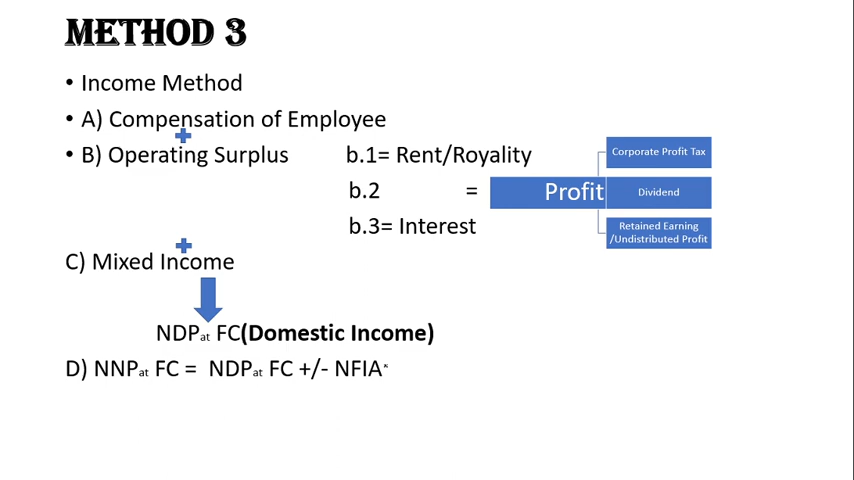 METHOD 3
• Income Method
• A) Compensation of Employee
• B) Operating Surplus b.1= Rent/Royality
b.2 = Profit
b.3= Interest
Corporate Profit Tax
Dividend
Retained Earning
/Undistributed Profit
C) Mixed Income
NDPat FC(Domestic Income)
D) NNPat FC = NDPat FC +/- NFIA